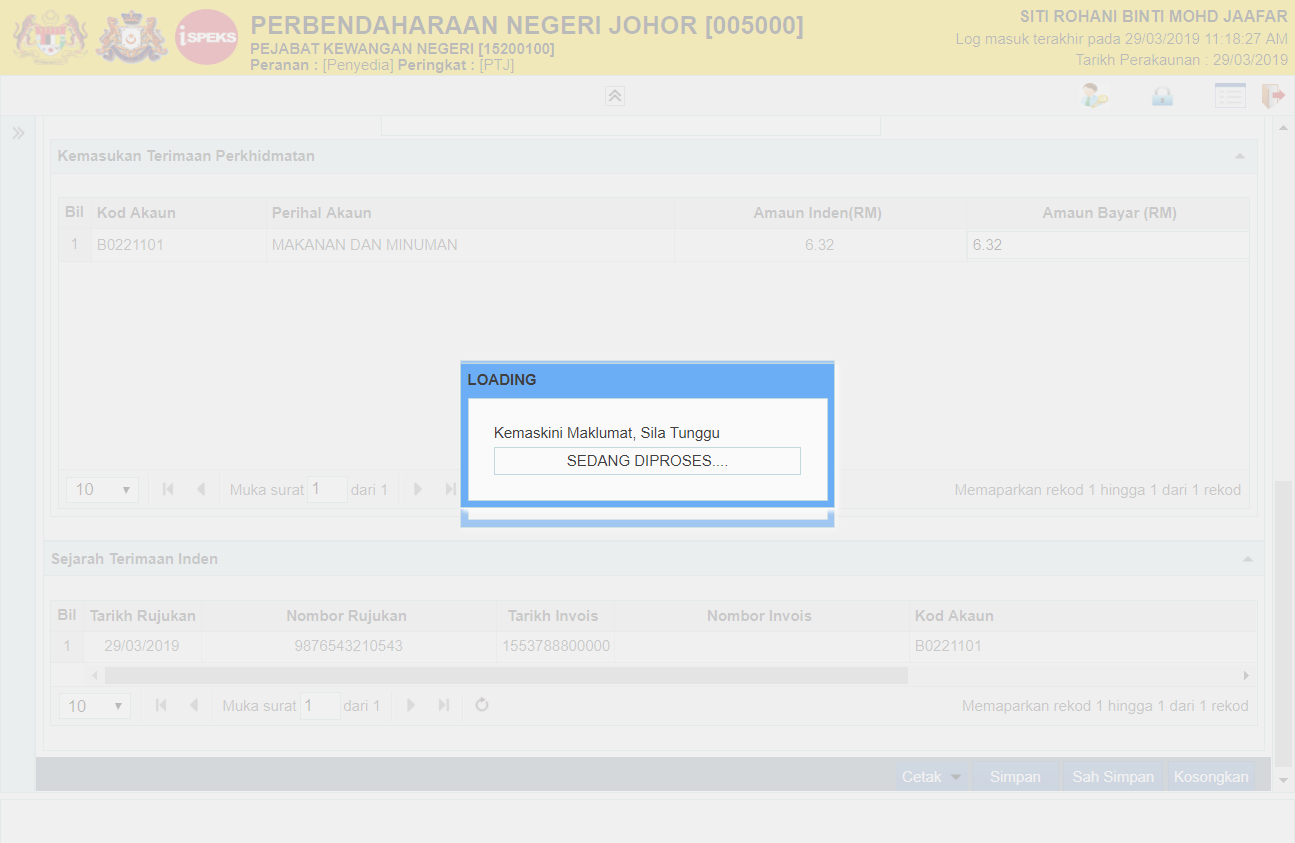 iSPEKS
PERBENDAHARAAN NEGERI JOHOR [005000]
PEJABAT KEWANGAN NEGERI [15200100]
Peranan : [Penyedia] Peringkat : [PTJ]
SITI ROHANI BINTI MOHD JAAFAR
Log masuk terakhir pada 29/03/2019 11:18:27 AM
Tarikh Perakaunan : 29/03/2019
Kemasukan Terimaan Perkhidmatan
Bil Kod Akaun Perihal Akaun Amaun Inden(RM) Amaun Bayar (RM)
1 B0221101 MAKANAN DAN MINUMAN 6.32 6.32
LOADING
Kemaskini Maklumat, Sila Tunggu
SEDANG DIPROSES....
10 Muka surat 1 dari 1 Memaparkan rekod 1 hingga 1 dari 1 rekod
Sejarah Terimaan Inden
Bil Tarikh Rujukan Nombor Rujukan Tarikh Invois Nombor Invois Kod Akaun
1 29/03/2019 9876543210543 1553788800000 B0221101
10 Muka surat 1 dari 1 Memaparkan rekod 1 hingga 1 dari 1 rekod
Cetak Simpan Sah Simpan Kosongkan